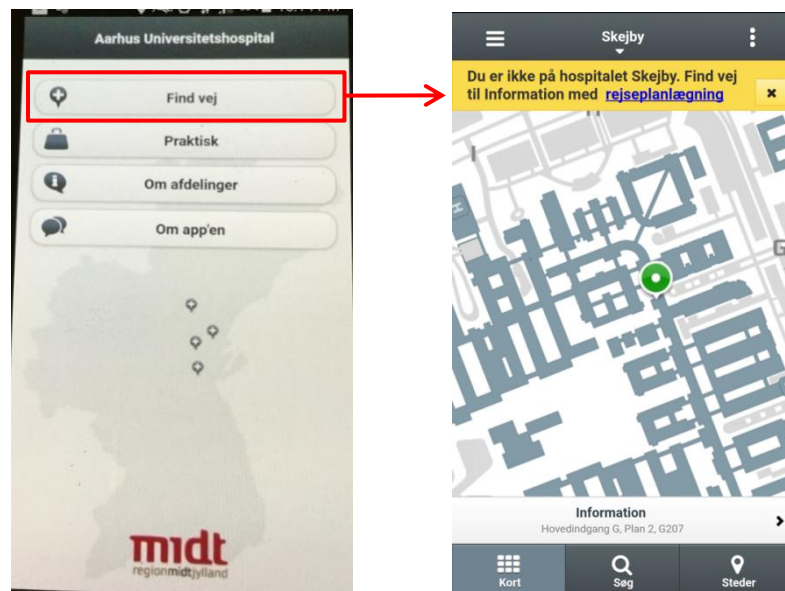 Aarhus Universitetshospital
Find vej
Praktisk
Om afdelinger
Om app'en
midt
regionmidtjylland
Skejby
Du er ikke på hospitalet Skejby. Find vej
til Information med rejseplanlægning
G
Information
Hovedindgang G, Plan 2, G207
Kort
Søg
Steder